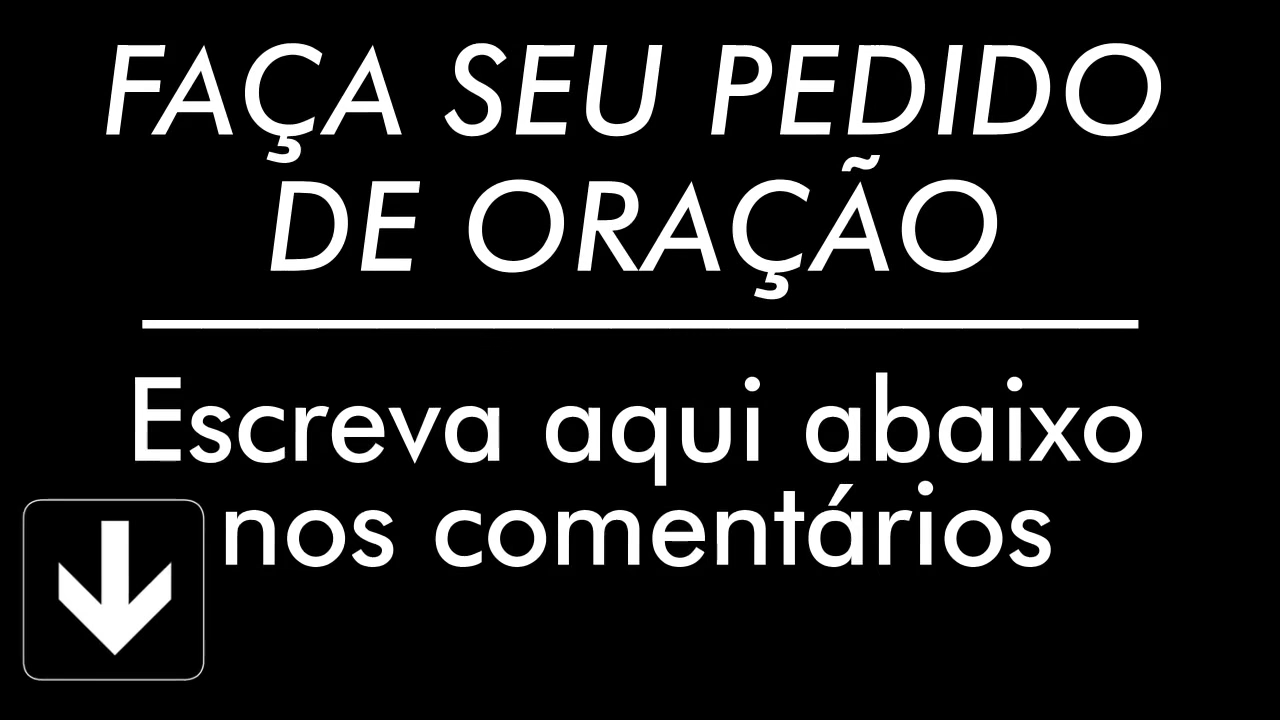 FAÇA SEU PEDIDO
DE ORAÇÃO
Escreva aqui abaixo
nos comentários